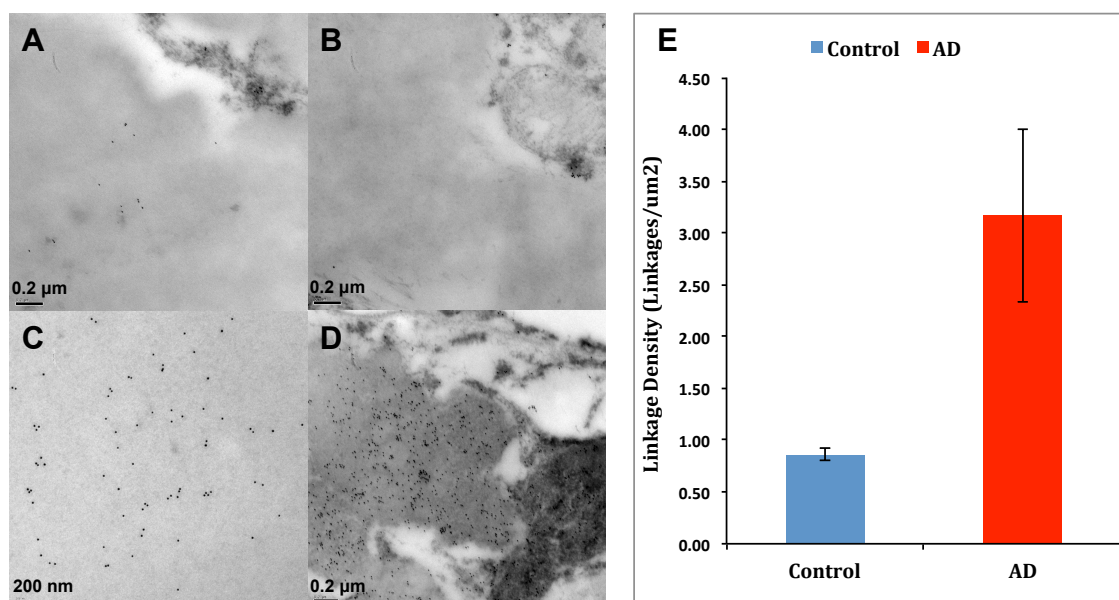 A
B
0.2 µm
0.2 µm
C
D
200 nm
0.2 µm
E
Control AD
Linkage Density (Linkages/um2)
4.50
4.00
3.50
3.00
2.50
2.00
1.50
1.00
0.50
0.00
Control AD